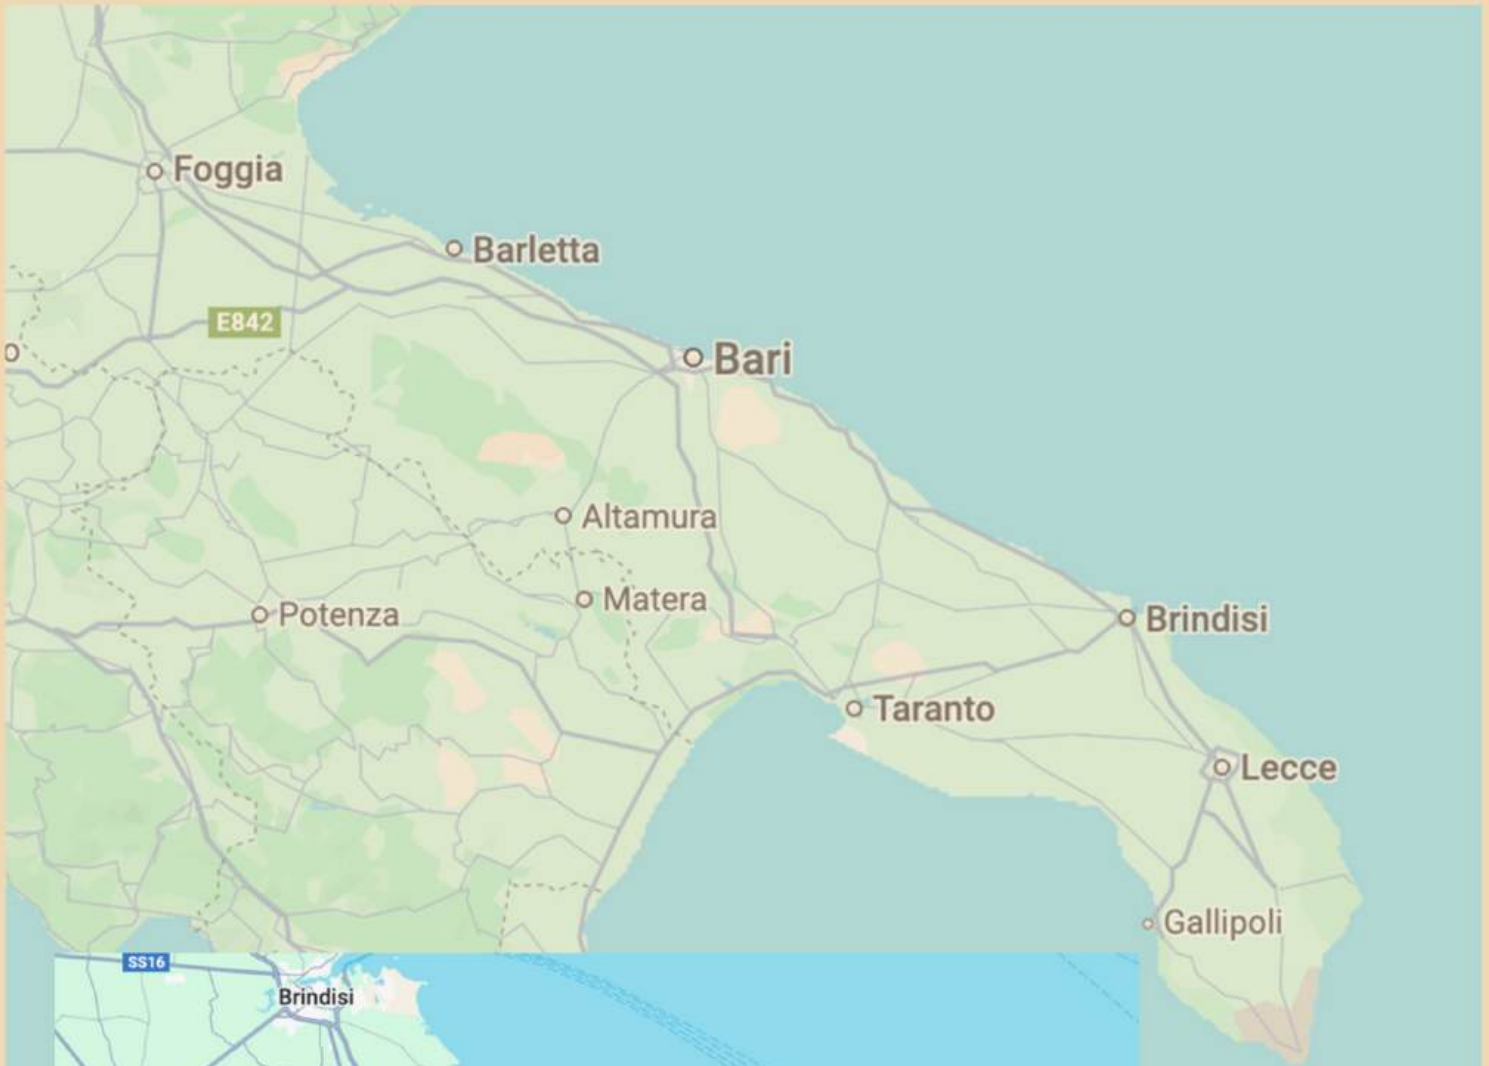 Foggia
Barletta
E842
Bari
Altamura
Matera
Potenza
Brindisi
Taranto
Lecce
Gallipoli
SS16
Brindisi